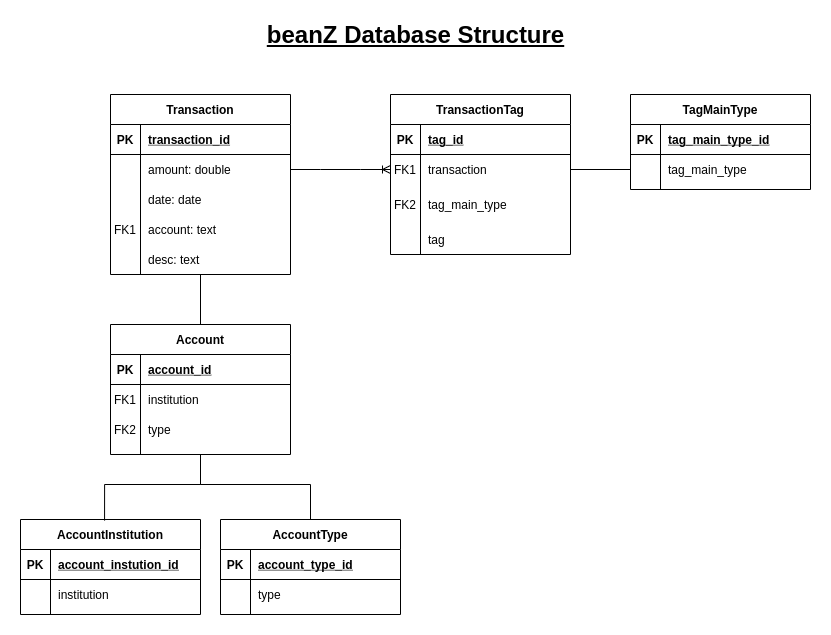 beanZ Database Structure
Transaction
PK transaction_id
amount: double
date: date
FK1 account: text
desc: text
TransactionTag
PK tag_id
FK1 transaction
FK2 tag_main_type
tag
TagMainType
PK tag_main_type_id
tag_main_type
Account
PK account_id
FK1 institution
FK2 type
AccountInstitution
PK account_instution_id
institution
AccountType
PK account_type_id
type